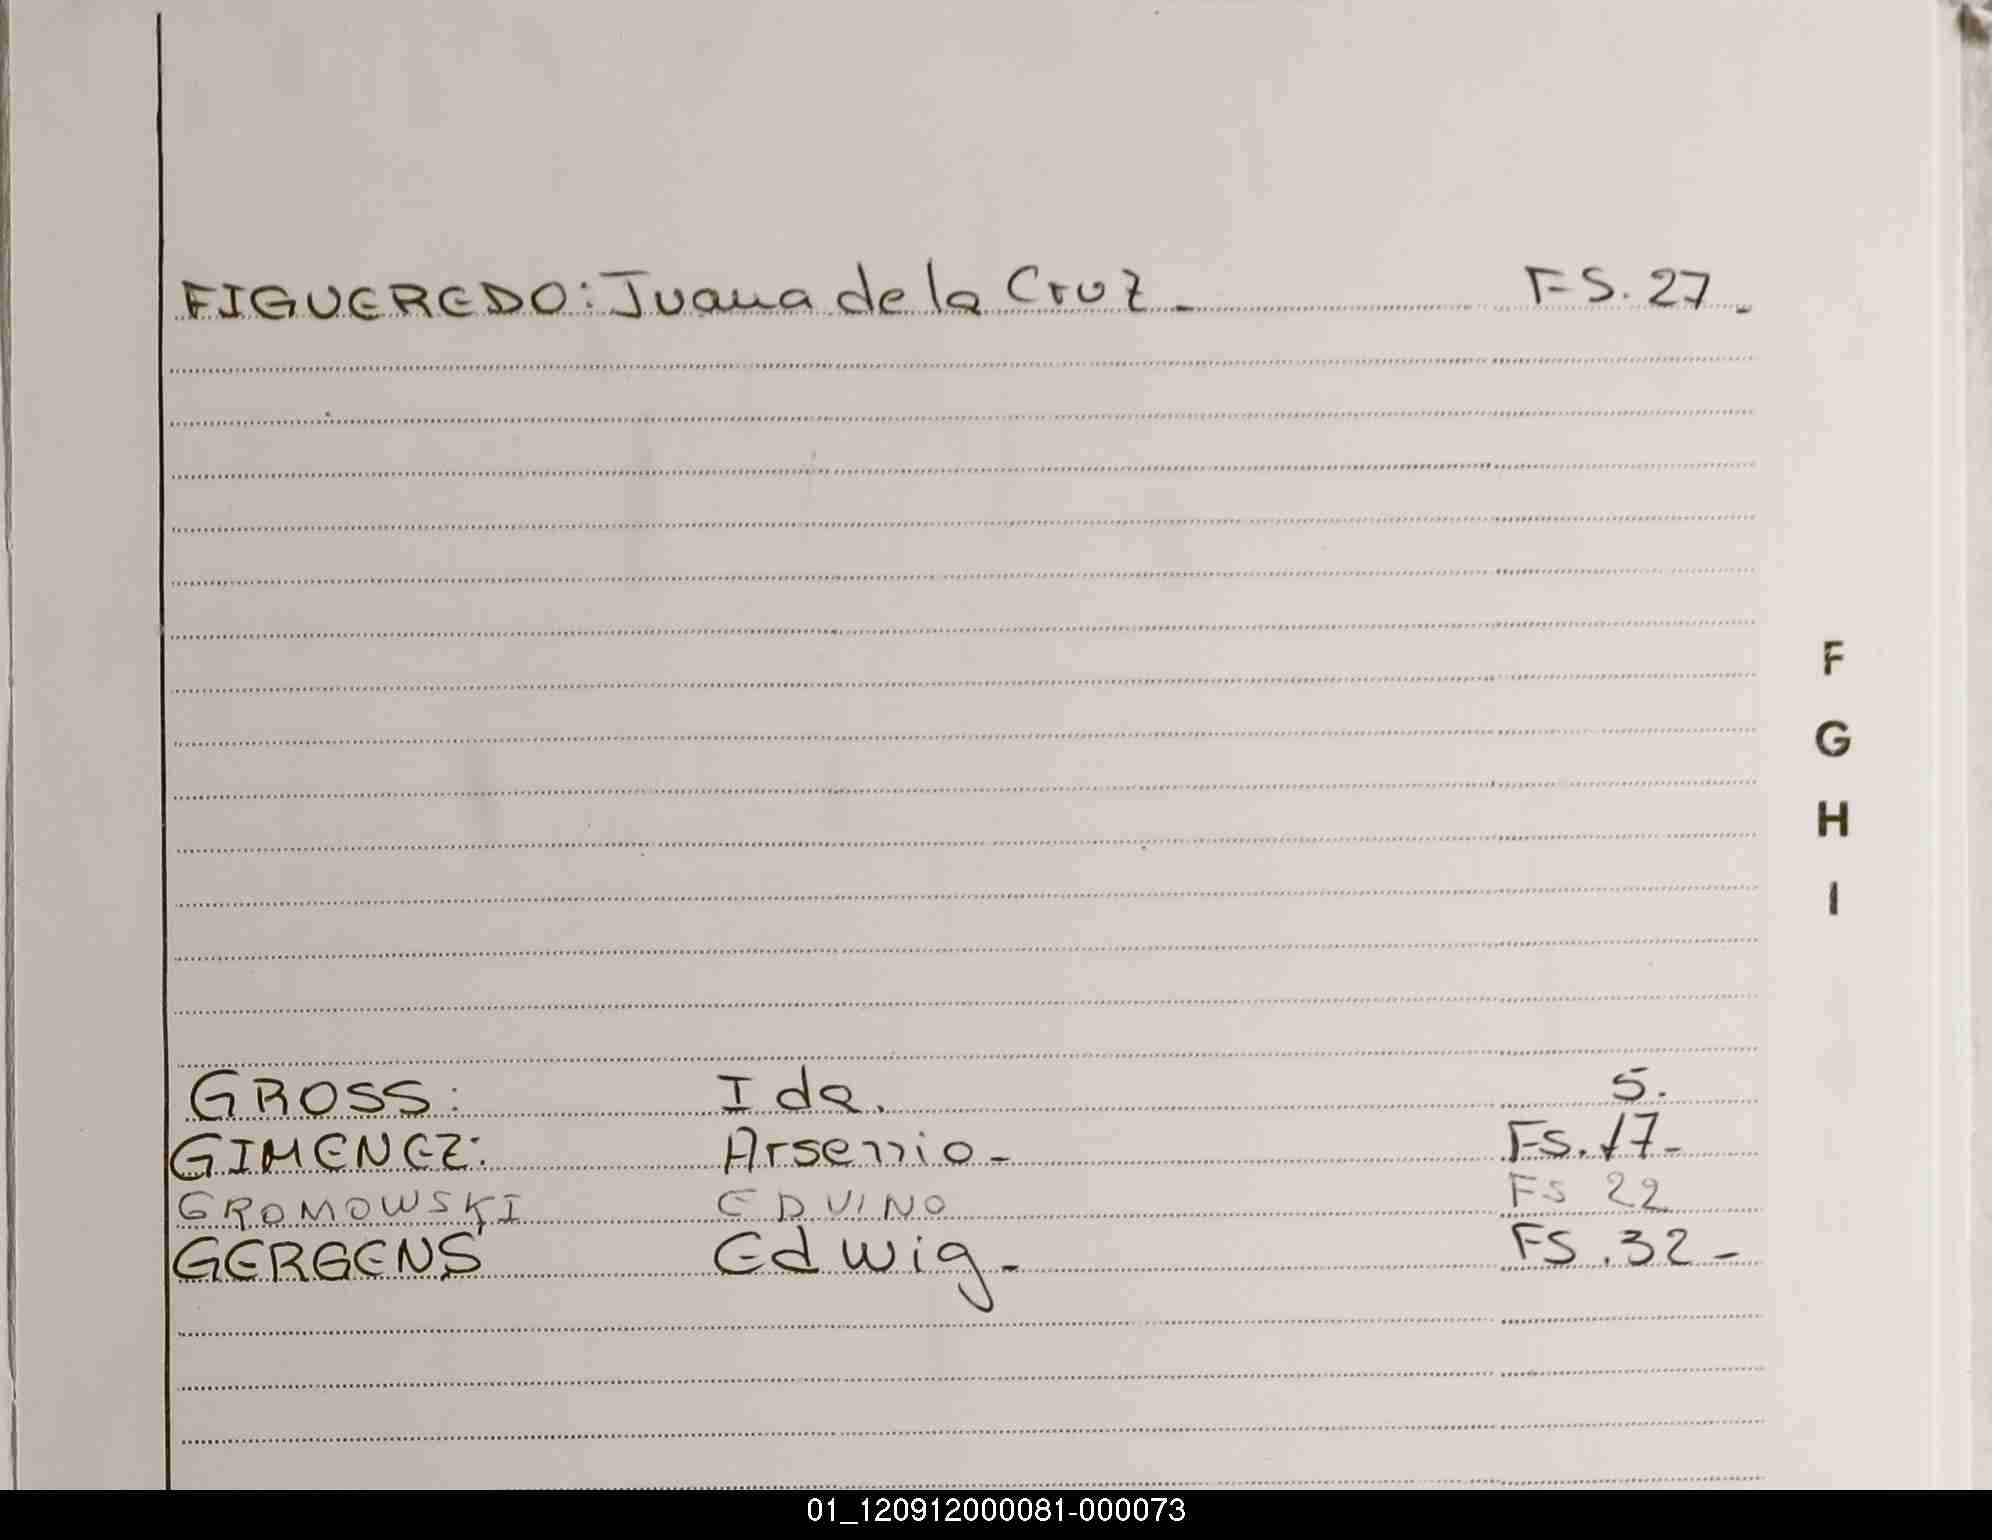 FIGUEREDO: Juana de la Cruz - FS. 27 -
F
G
H
I
GROSS: Ida. 5.
GIMENEZ: Arsenio - FS. 17 -
GROMOWSKI EDUINO FS 22
GERGENS Edwig - FS. 32 -
01_120912000081-000073